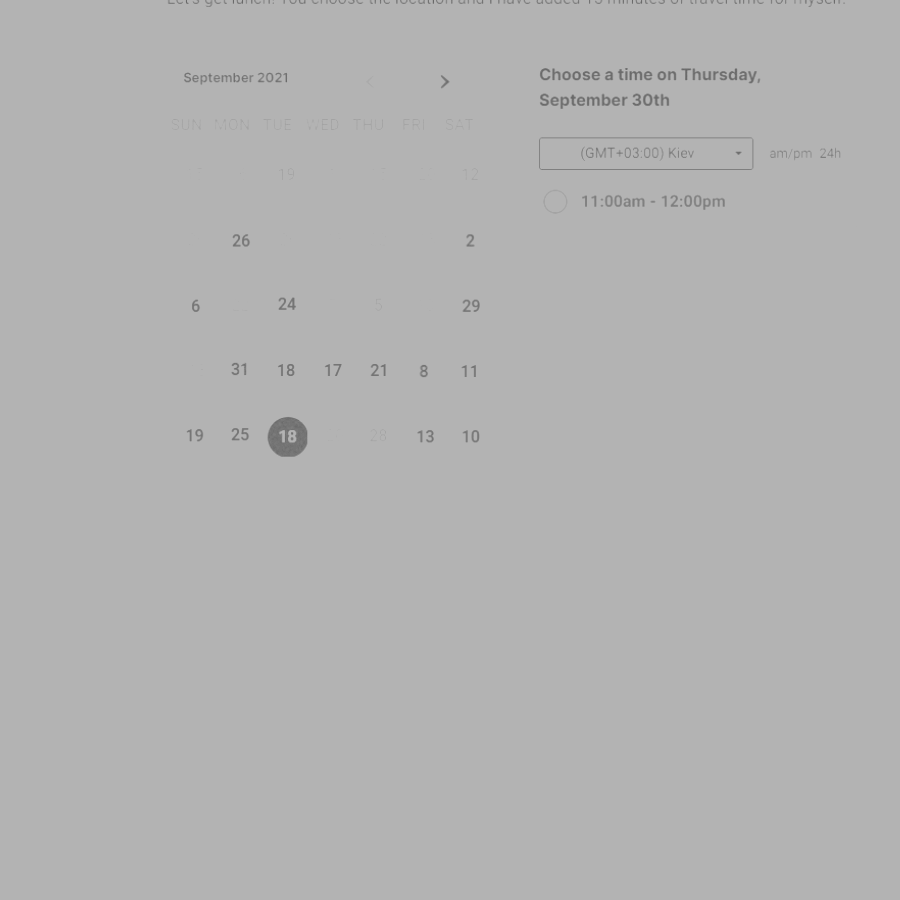 Let's get lunch! You choose the location and I have added 15 minutes of travel time for myself.
September 2021
SUN MON TUE WED THU FRI SAT
19 12
26 2
6 24 5 29
31 18 17 21 8 11
19 25 18 28 13 10
Choose a time on Thursday,
September 30th
(GMT+03:00) Kiev am/pm 24h
11:00am - 12:00pm